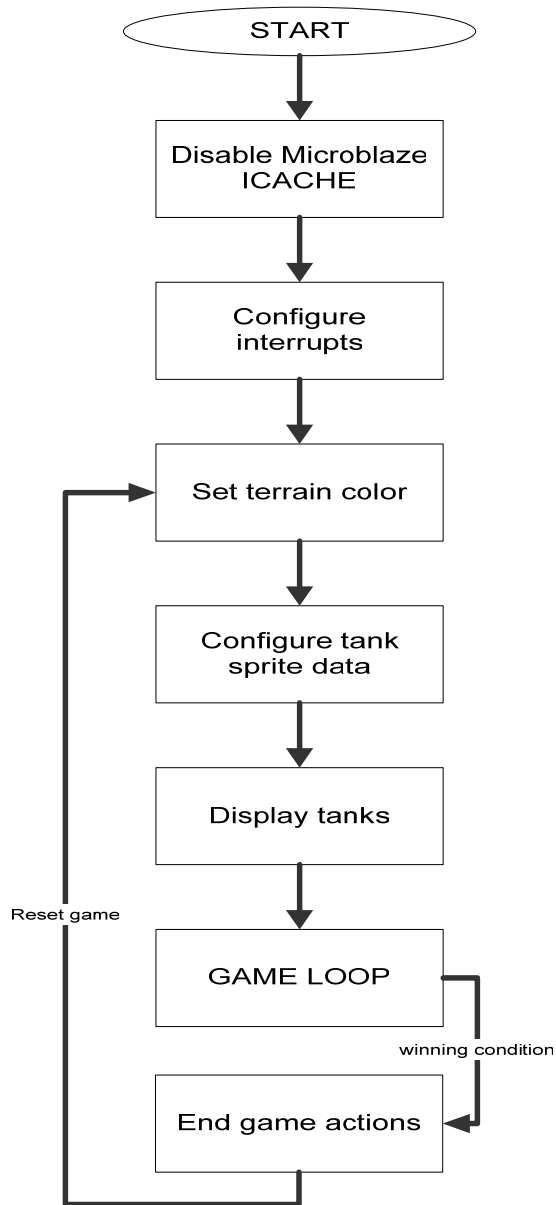 START
Disable Microblaze
ICACHE
Configure
interrupts
Set terrain color
Configure tank
sprite data
Display tanks
Reset game
GAME LOOP
winning condition
End game actions